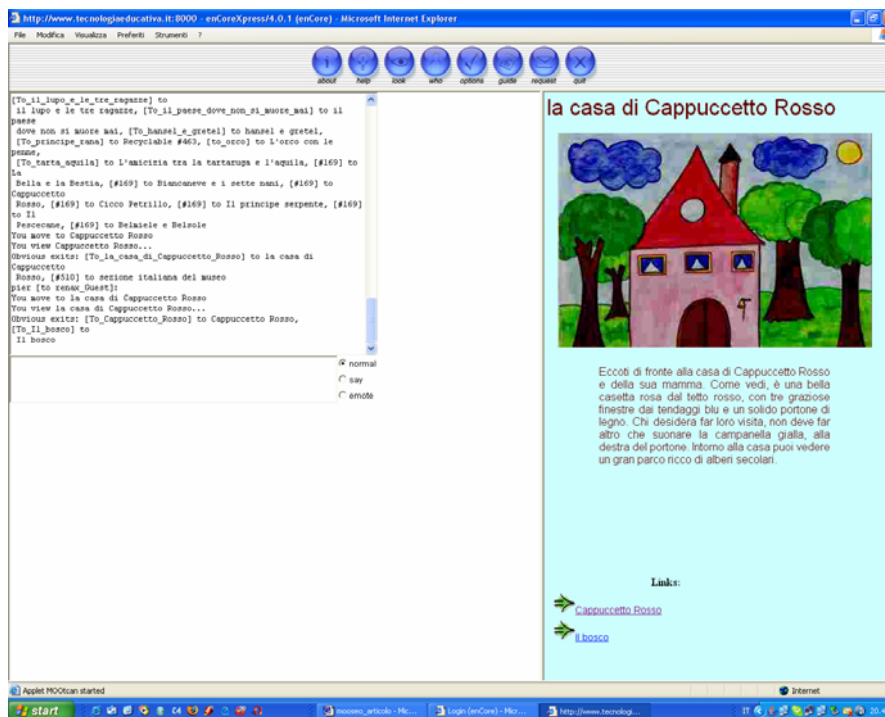 http://www.tecnologiaeducativa.it:8000 - enCoreXpress/4.0.1 (enCore) - Microsoft Internet Explorer
File Modifica Visualizza Preferiti Strumenti ?
about help look who options guide request quit
[To_il_lupo_e_le_tre_ragazze] to
il lupo e le tre ragazze, [To_il_paese_dove_non_si_muore_mai] to il
paese
dove non si muore mai, [To_hansel_e_gretel] to hansel e gretel,
[To_principe_rana] to Recyclable #463, [to_orco] to L'orco con le
penne,
[To_tarta_aquila] to L'amicizia tra la tartaruga e l'aquila, [#169] to
La
Bella e la Bestia, [#169] to Biancaneve e i sette nani, [#169] to
Cappuccetto
Rosso, [#169] to Cicco Petrillo, [#169] to Il principe serpente, [#169]
to Il
Pescecane, [#169] to Belmiele e Belsole
You move to Cappuccetto Rosso
You view Cappuccetto Rosso...
Obvious exits: [To_la_casa_di_Cappuccetto_Rosso] to la casa di
Cappuccetto
Rosso, [#510] to sezione italiana del museo
pier [to renax_Guest]:
You move to la casa di Cappuccetto Rosso
You view la casa di Cappuccetto Rosso...
Obvious exits: [To_Cappuccetto_Rosso] to Cappuccetto Rosso,
[To_Il_bosco] to
Il bosco
normal
say
emote
la casa di Cappuccetto Rosso
Eccoti di fronte alla casa di Cappuccetto Rosso
e della sua mamma. Come vedi, è una bella
casetta rosa dal tetto rosso, con tre graziose
finestre dai tendaggi blu e un solido portone di
legno. Chi desidera far loro visita, non deve far
altro che suonare la campanella gialla, alla
destra del portone. Intorno alla casa puoi vedere
un gran parco ricco di alberi secolari.
Links:
Cappuccetto Rosso
Il bosco
Applet MOOtcan started
Internet
start
mooseo_articolo - Mic...
Login (enCore) - Micr...
http://www.tecnologi...
IT